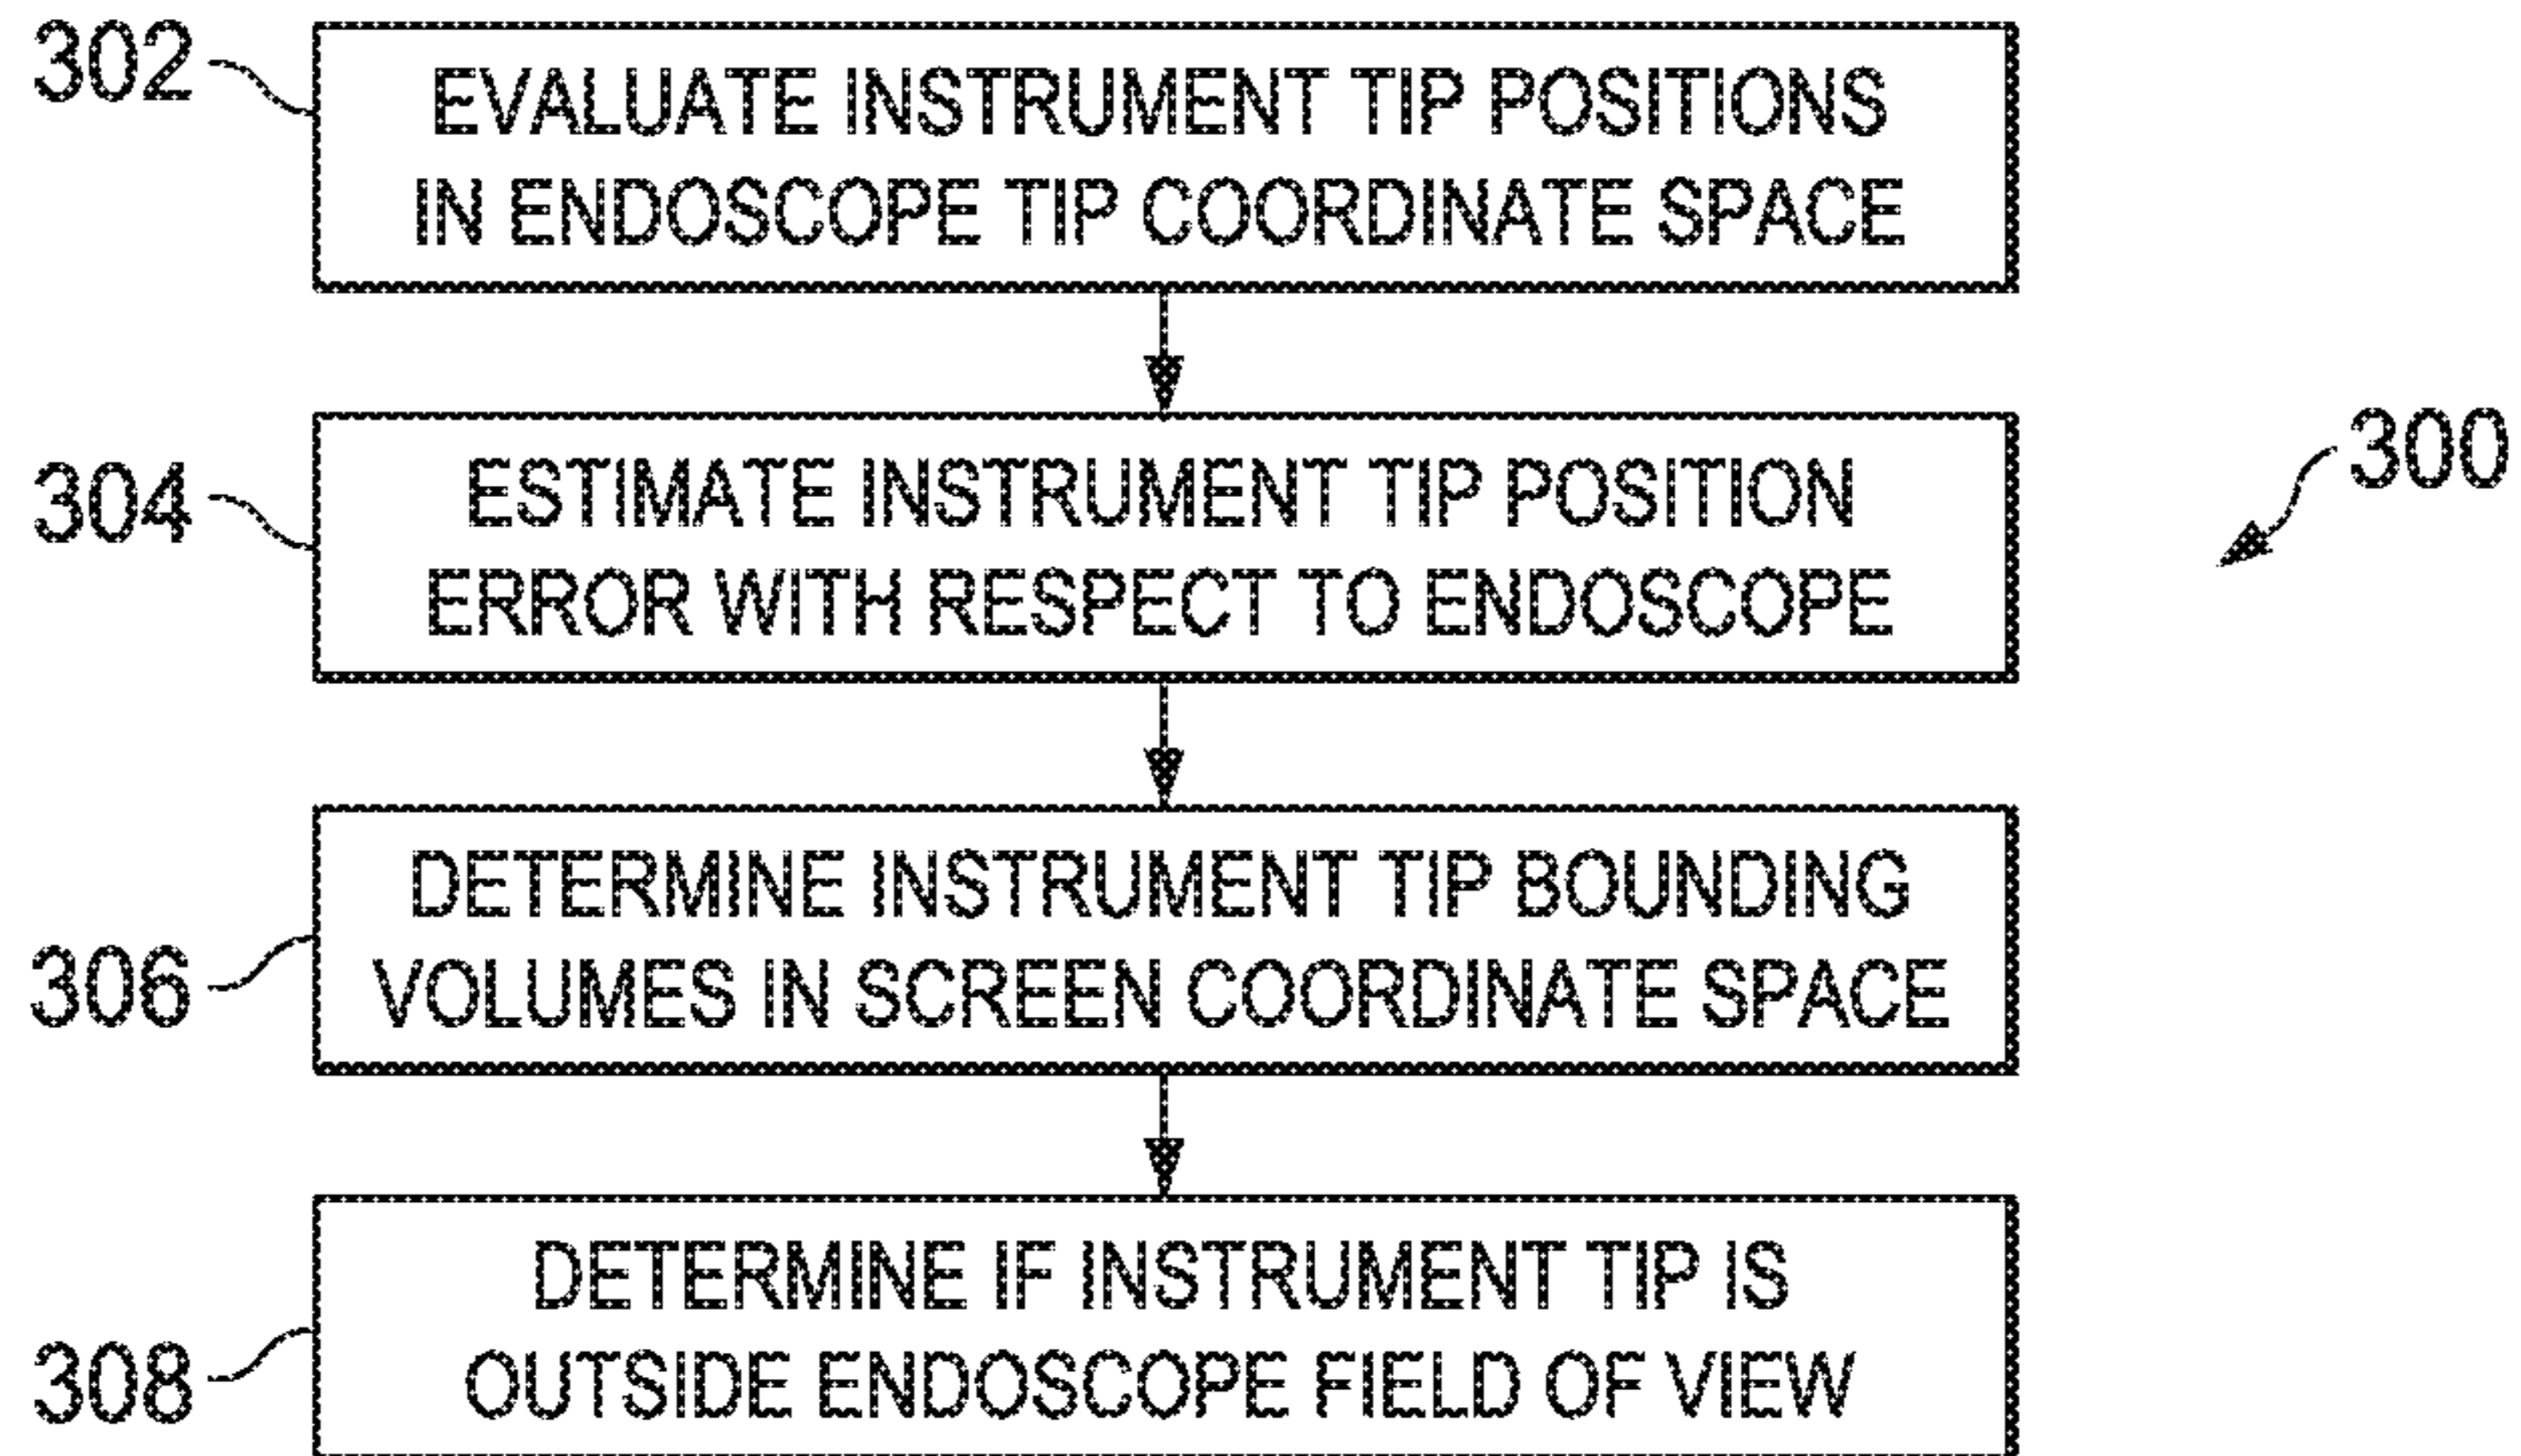 302
EVALUATE INSTRUMENT TIP POSITIONS
IN ENDOSCOPE TIP COORDINATE SPACE
304
ESTIMATE INSTRUMENT TIP POSITION
ERROR WITH RESPECT TO ENDOSCOPE
300
306
DETERMINE INSTRUMENT TIP BOUNDING
VOLUMES IN SCREEN COORDINATE SPACE
308
DETERMINE IF INSTRUMENT TIP IS
OUTSIDE ENDOSCOPE FIELD OF VIEW